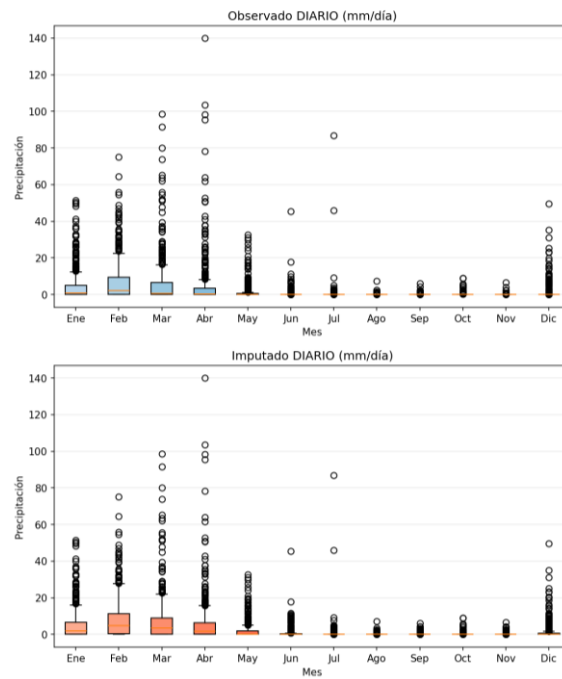 Observado DIARIO (mm/día)
140
120
100
80
60
40
20
0
Precipitación
Ene Feb Mar Abr May Jun Jul Ago Sep Oct Nov Dic
Mes
Imputado DIARIO (mm/día)
140
120
100
80
60
40
20
0
Precipitación
Ene Feb Mar Abr May Jun Jul Ago Sep Oct Nov Dic
Mes